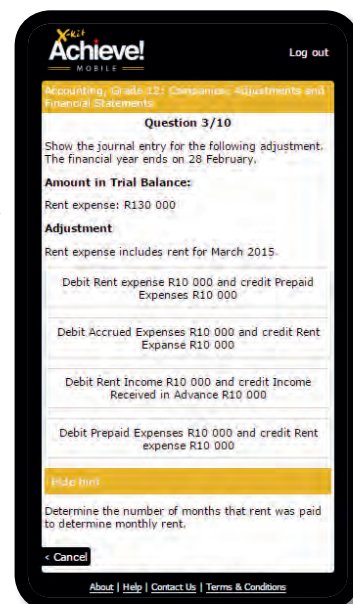 X-kit
Achieve!
MOBILE
Log out
Accounting, Grade 12: Companies: Adjustments and
Financial Statements
Question 3/10
Show the journal entry for the following adjustment.
The financial year ends on 28 February.
Amount in Trial Balance:
Rent expense: R130 000
Adjustment
Rent expense includes rent for March 2015.
Debit Rent expense R10 000 and credit Prepaid
Expenses R10 000
Debit Accrued Expenses R10 000 and credit Rent
Expanse R10 000
Debit Rent Income R10 000 and credit Income
Received in Advance R10 000
Debit Prepaid Expenses R10 000 and credit Rent
expense R10 000
Hide hint
Determine the number of months that rent was paid
to determine monthly rent.
< Cancel
About | Help | Contact Us | Terms & Conditions